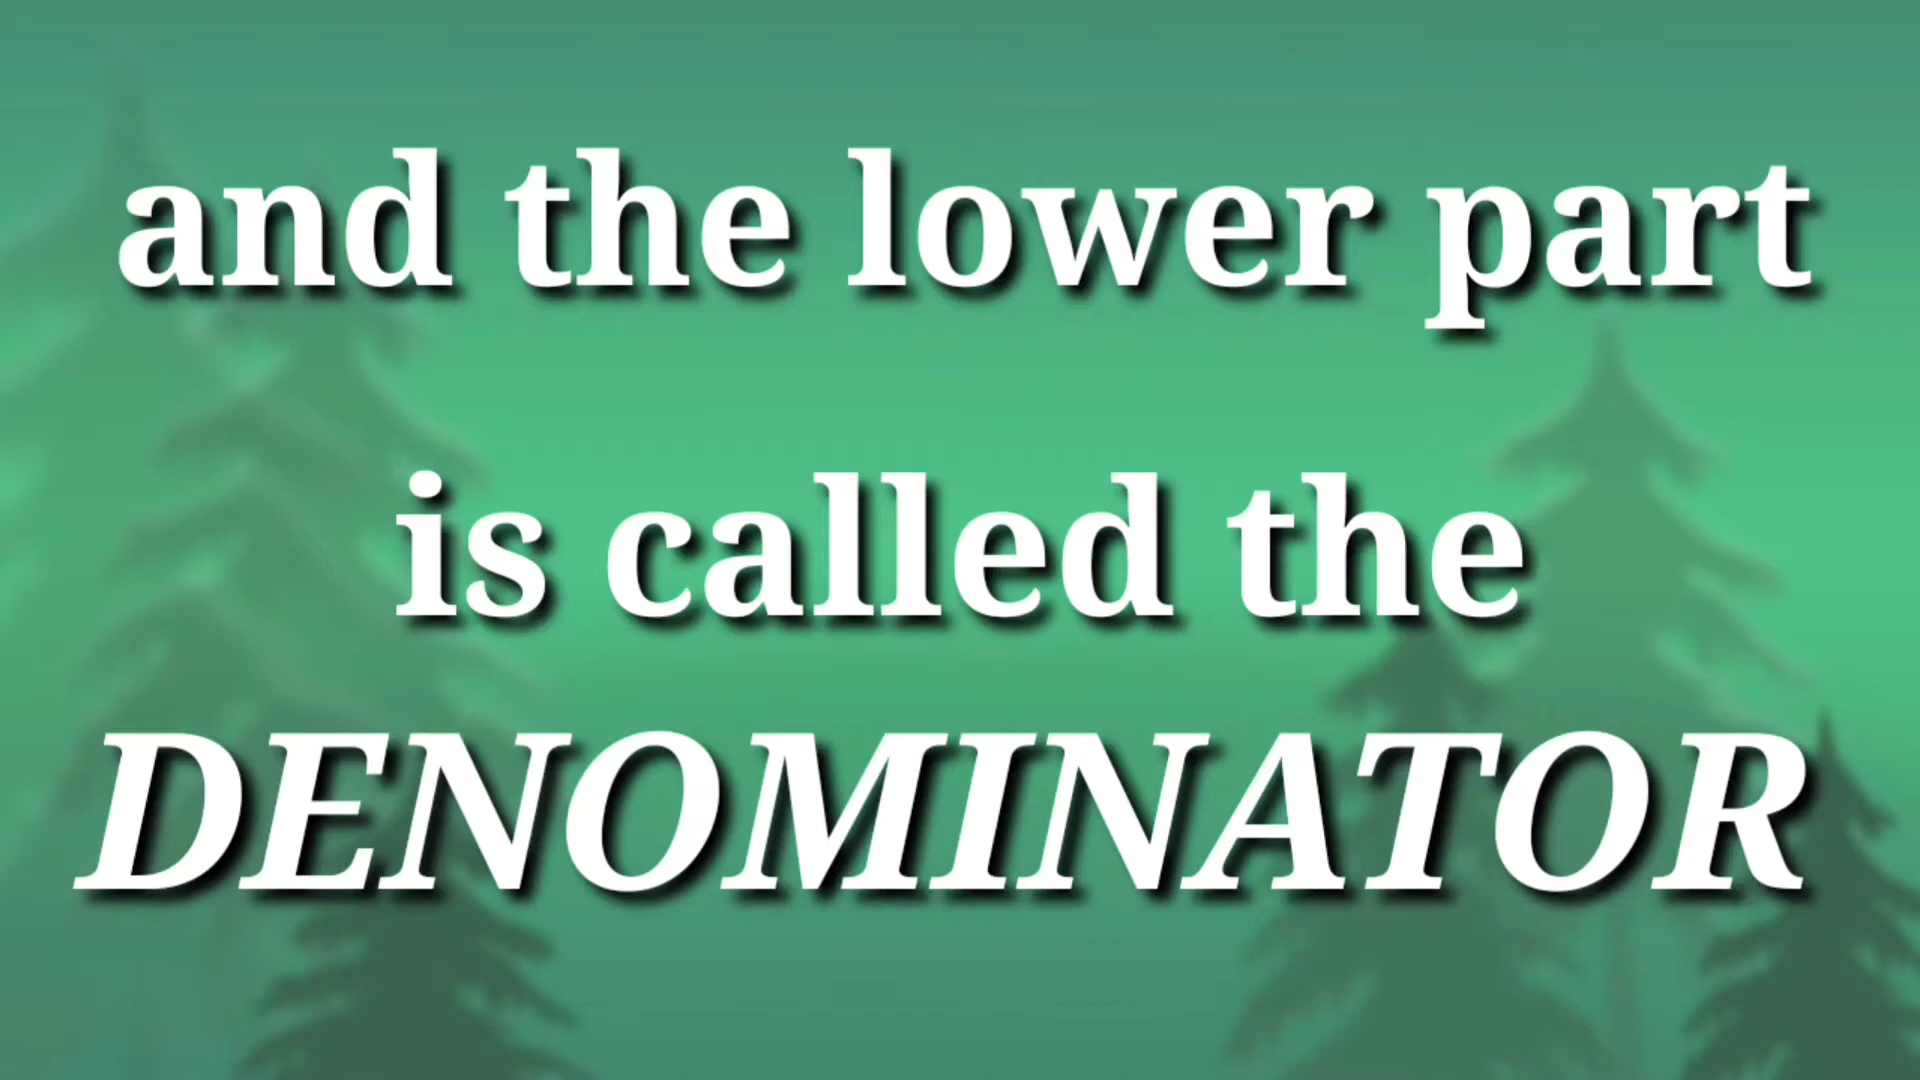 and the lower part
is called the
DENOMINATOR